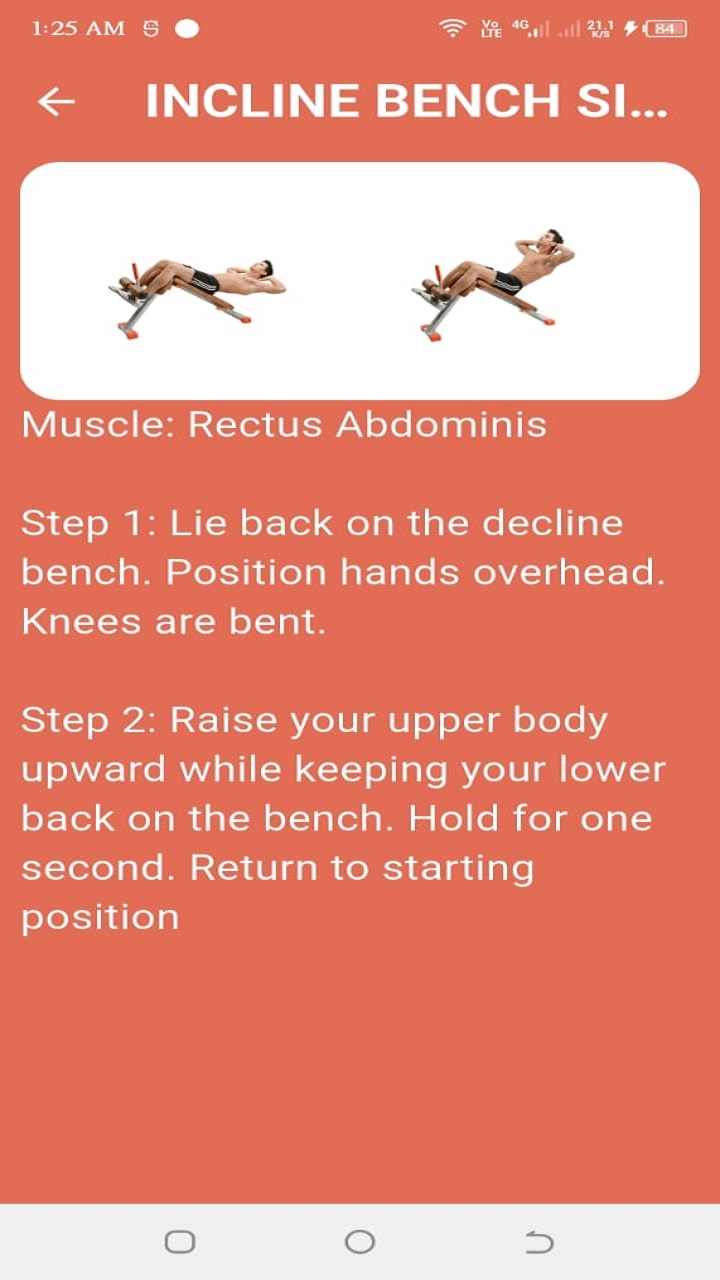 1:25 AM Vo LTE 4G 21.1 K/S 84
INCLINE BENCH SI...
Muscle: Rectus Abdominis
Step 1: Lie back on the decline
bench. Position hands overhead.
Knees are bent.
Step 2: Raise your upper body
upward while keeping your lower
back on the bench. Hold for one
second. Return to starting
position